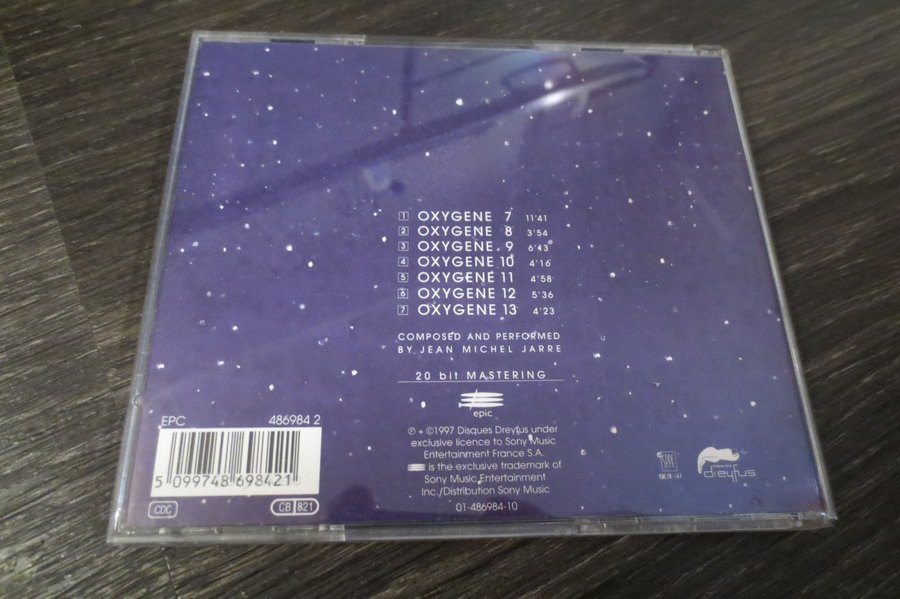 1 OXYGENE 7 11'41
2 OXYGENE 8 3'54
3 OXYGENE 9 6'13
4 OXYGENE 10 4'16
5 OXYGENE 11 4'58
6 OXYGENE 12 5'36
7 OXYGENE 13 4'23
COMPOSED AND PERFORMED
BY JEAN MICHEL JARRE
20 bit MASTERING
epic
EPC 486984 2
5 099748 698421
CDC
CB 821
℗ + ©1997 Disques Dreyfus under
exclusive licence to Sony Music
Entertainment France S.A.
is the exclusive trademark of
Sony Music Entertainment
Inc./Distribution Sony Music
01-486984-10
dreyfus